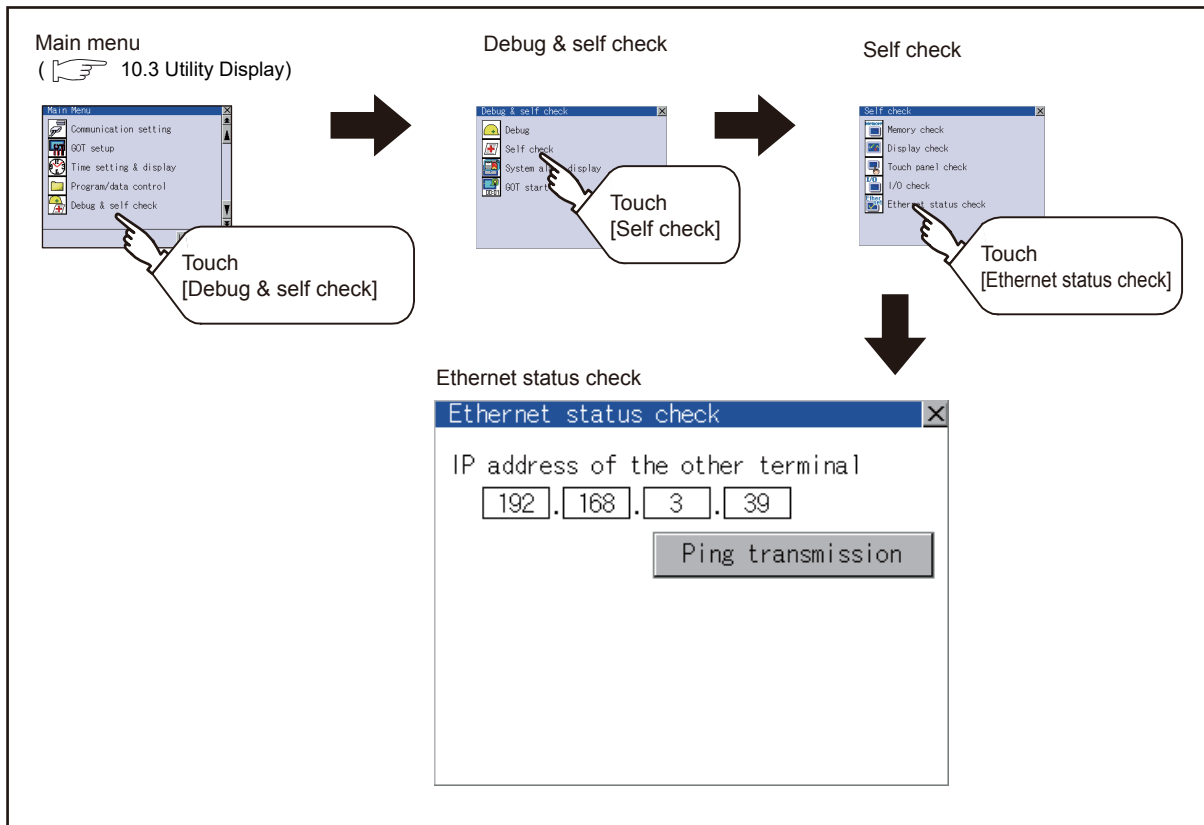 Main menu
( 10.3 Utility Display)
Main Menu
Communication setting
GOT setup
Time setting & display
Program/data control
Debug & self check
Touch
[Debug & self check]
Debug & self check
Debug & self check
Debug
Self check
System display
GOT start
Touch
[Self check]
Self check
Self check
Memory check
Display check
Touch panel check
I/O
I/O check
Ethernet status check
Touch
[Ethernet status check]
Ethernet status check
Ethernet status check
IP address of the other terminal
192.168.3.39
Ping transmission